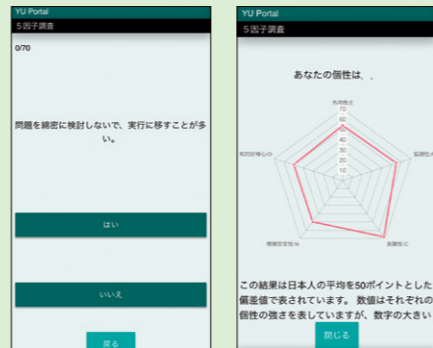 YU Portal
5因子調査
0/70
問題を綿密に検討しないで、実行に移すことが多
い。
はい
いいえ
戻る
YU Portal
5因子調査
あなたの個性は．．
外向性:E
70
60
50
40
30
20
10
知的好奇心:O
協調性:A
情緒安定性:N
良識性:C
この結果は日本人の平均を50ポイントとした
偏差値で表されています。 数値はそれぞれの
個性の強さを表していますが、数字の大きい
閉じる